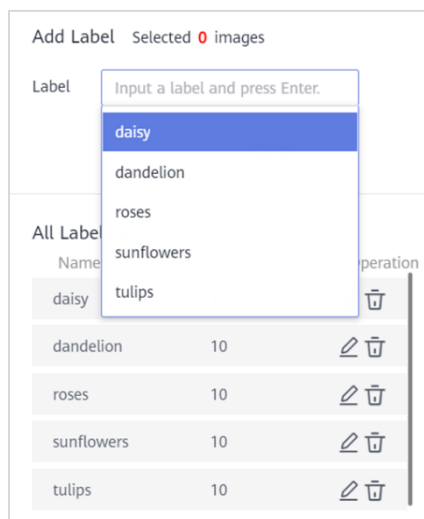 Add Label Selected 0 images
Label Input a label and press Enter.
daisy
dandelion
roses
sunflowers
tulips
All Label
Name peration
daisy
dandelion 10
roses 10
sunflowers 10
tulips 10